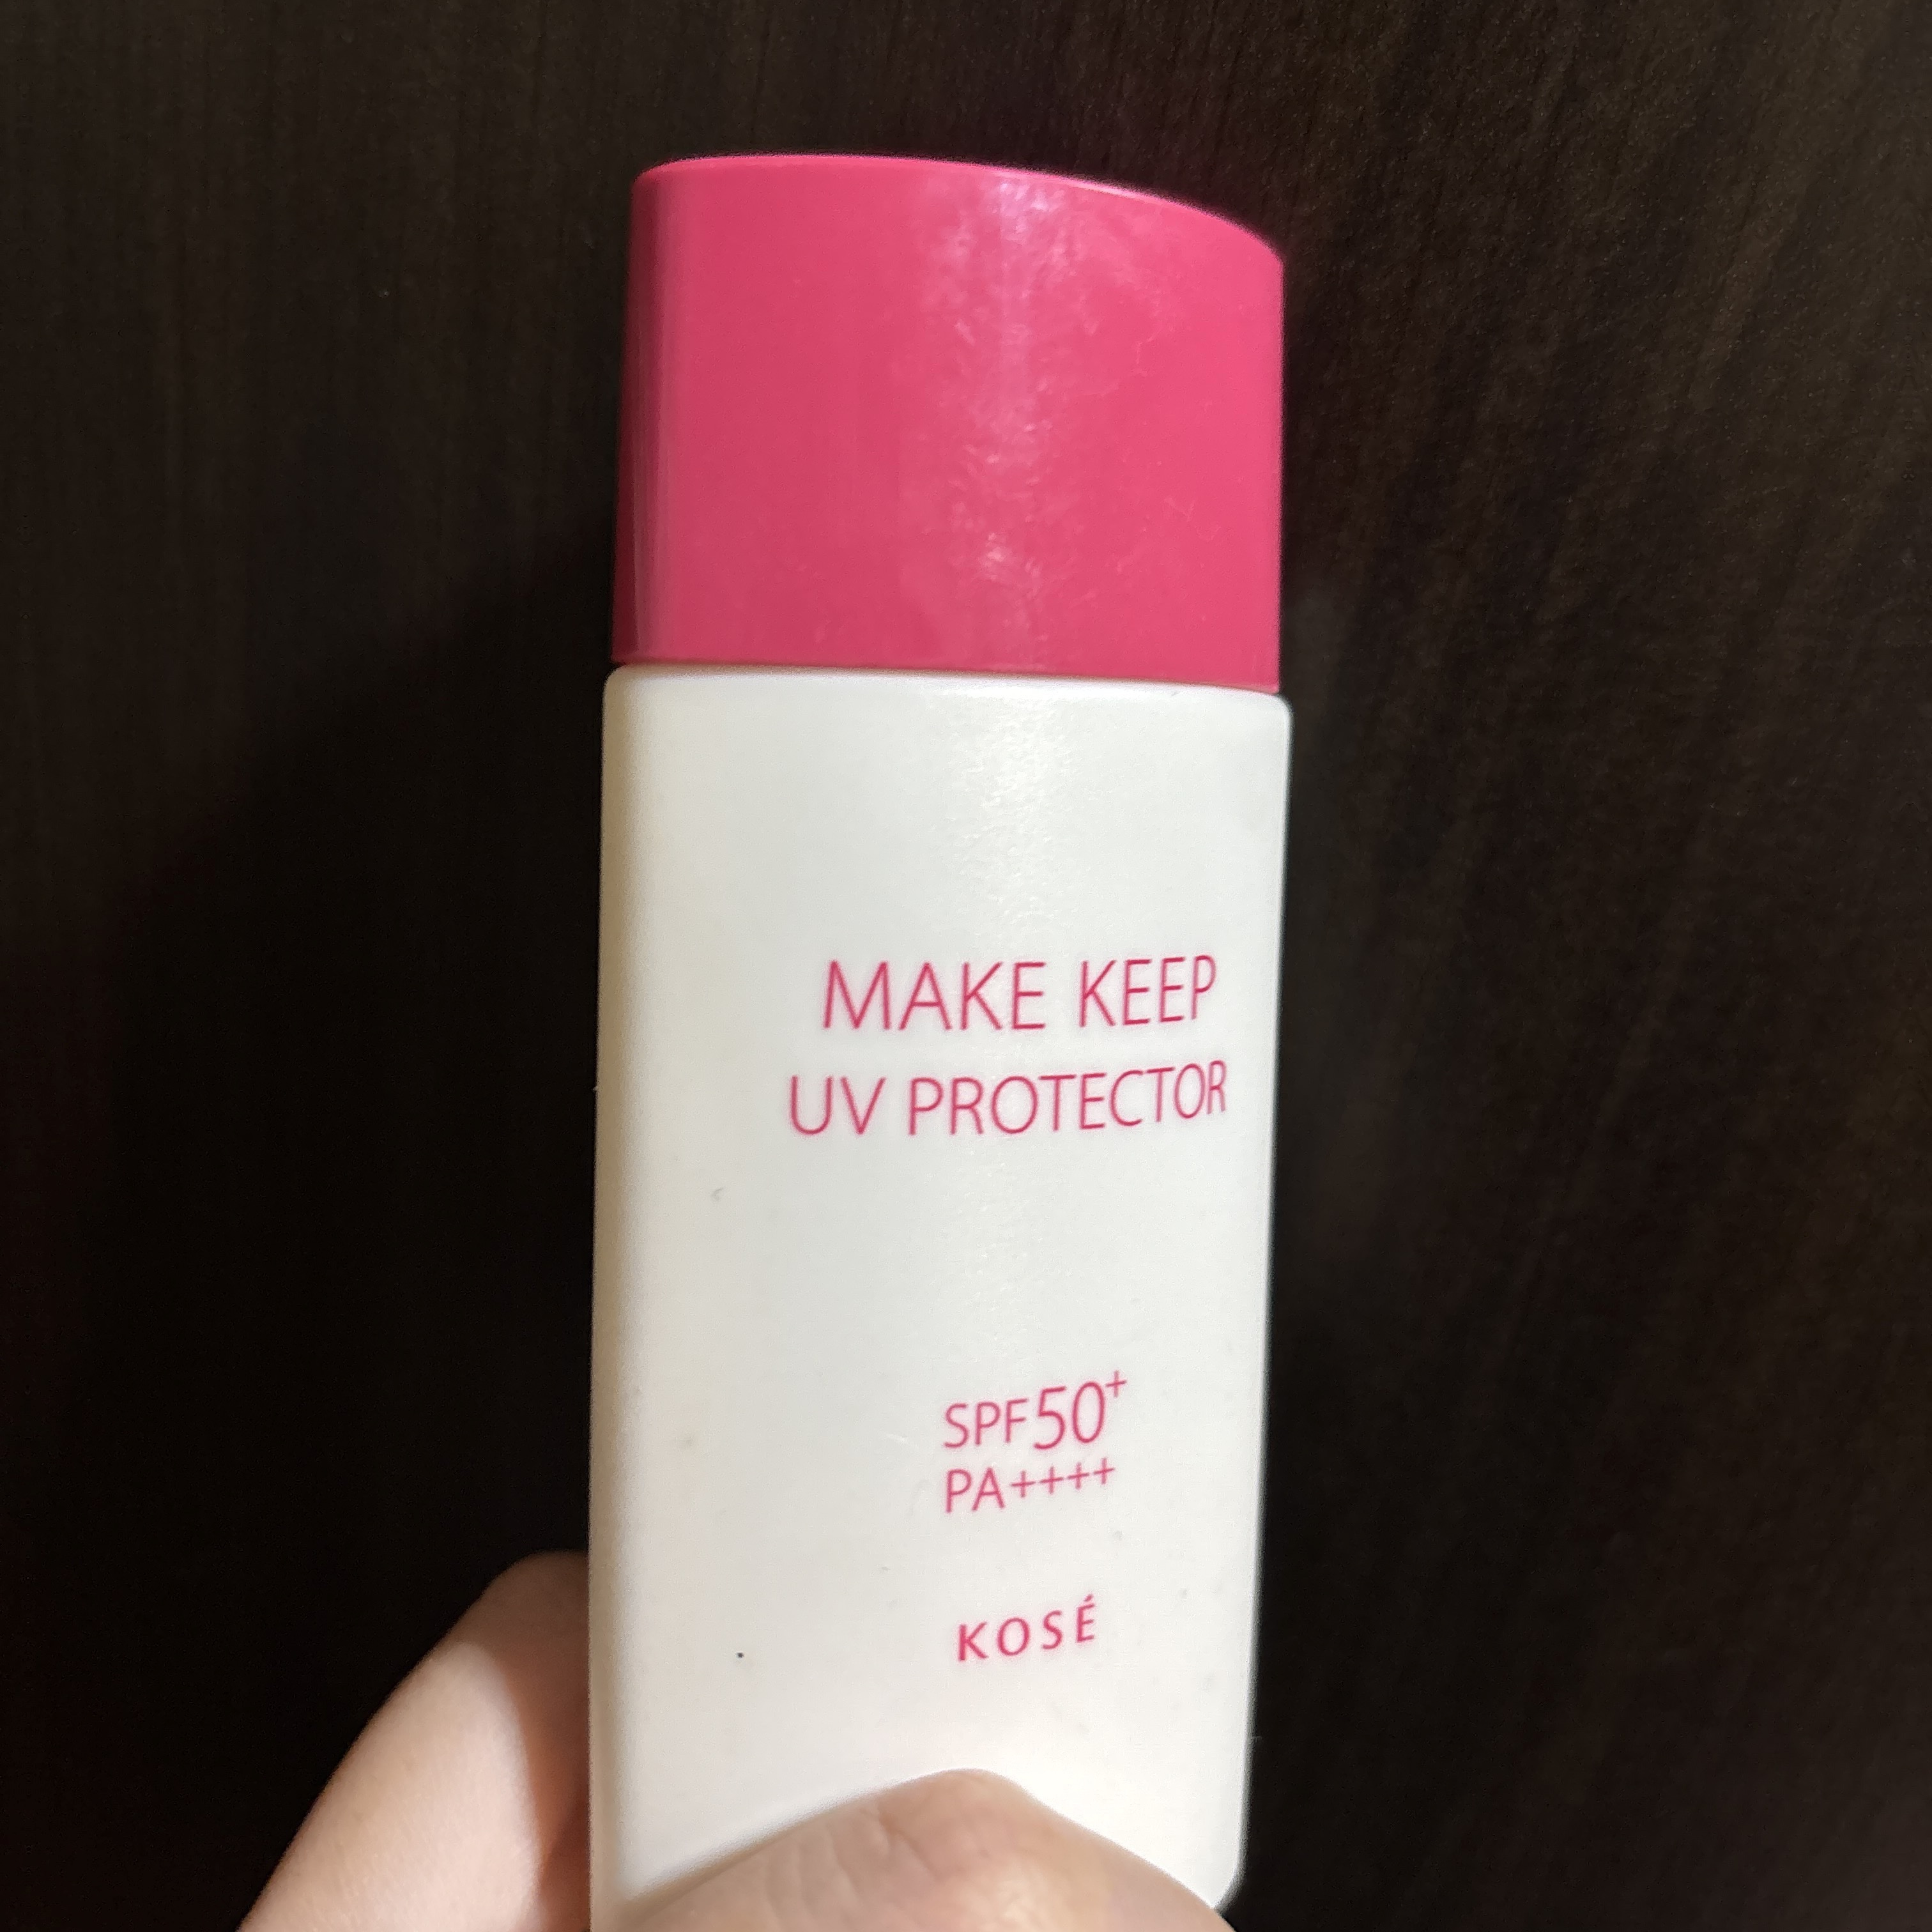 MAKE KEEP
UV PROTECTOR
SPF50+
PA++++
KOSÉ